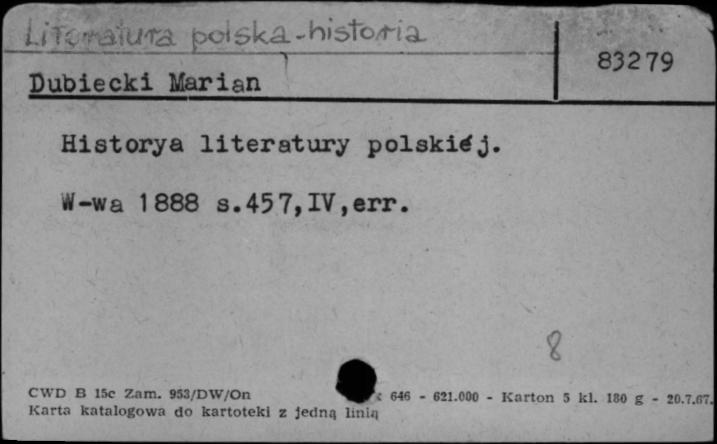 Literatura polska-historia
83279
Dubiecki Marian
Historya literatury polskiéj.
W-wa 1888 s.457,IV,err.
8
CWD B 15c Zam. 953/DW/On 646 - 621.000 - Karton 5 kl. 180 g - 20.7.67.
Karta katalogowa do kartoteki z jedną linią